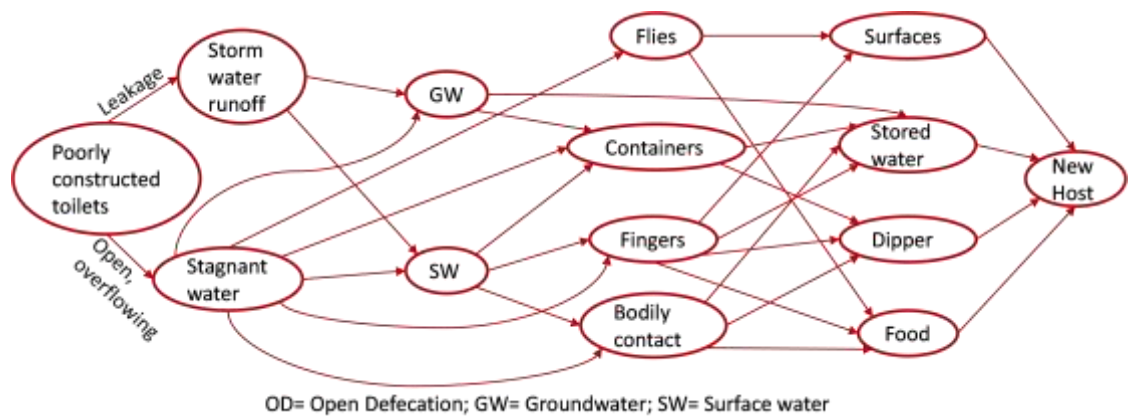 Leakage
Open,
overflowing
Poorly
constructed
toilets
Storm
water
runoff
Stagnant
water
GW
SW
Flies
Containers
Fingers
Bodily
contact
Surfaces
Stored
water
Dipper
Food
New
Host
OD= Open Defecation; GW= Groundwater; SW= Surface water